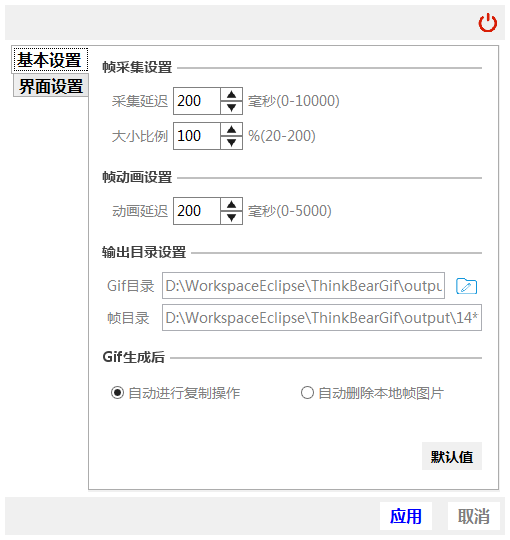 基本设置
界面设置
帧采集设置
采集延迟 200 毫秒(0-10000)
大小比例 100 %(20-200)
帧动画设置
动画延迟 200 毫秒(0-5000)
输出目录设置
Gif目录 D:\WorkspaceEclipse\ThinkBearGif\outpu
帧目录 D:\WorkspaceEclipse\ThinkBearGif\output\14*
Gif生成后
自动进行复制操作 自动删除本地帧图片
默认值
应用 取消